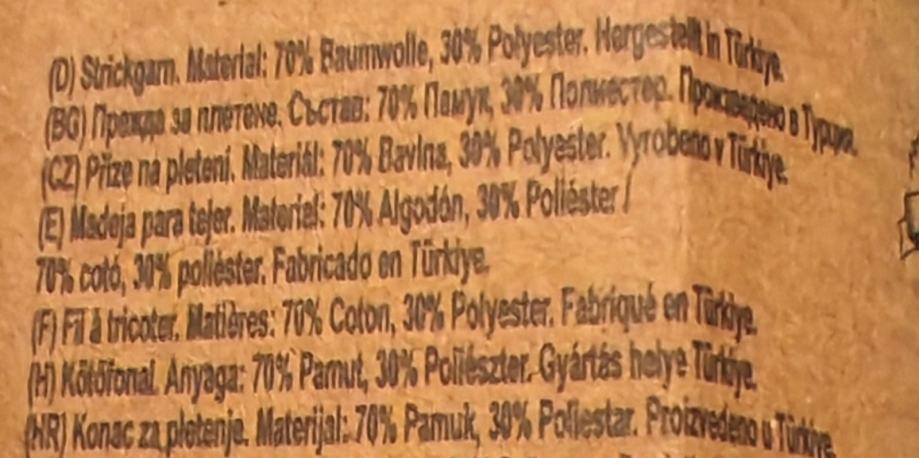 (D) Strickgarn. Material: 70% Baumwolle, 30% Polyester. Hergestellt in Türkiye.
(BG) Прежда за плетене. Състав: 70% Памук, 30% Полиестер. Произведено в Турция.
(CZ) Příze na pletení. Materiál: 70% Bavlna, 30% Polyester. Vyrobeno v Türkiye.
(E) Madeja para tejer. Material: 70% Algodón, 30% Poliéster /
70% cotó, 30% polièster. Fabricado en Türkiye.
(F) Fil à tricoter. Matières: 70% Coton, 30% Polyester. Fabriqué en Türkiye.
(H) Kötőfonal. Anyaga: 70% Pamut, 30% Poliészter. Gyártás helye Türkiye.
(HR) Konac za pletenje. Materijal: 70% Pamuk, 30% Poliestar. Proizvedeno u Türkiye.